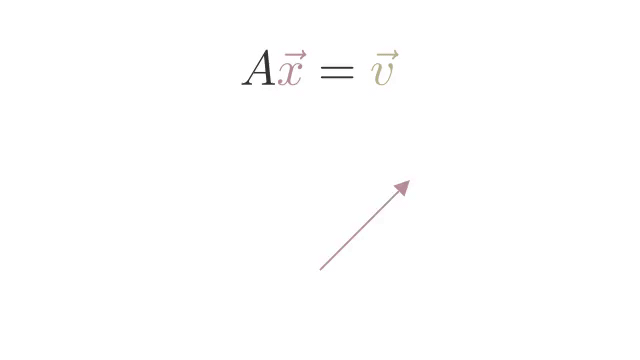 A\vec{x} = \vec{v}